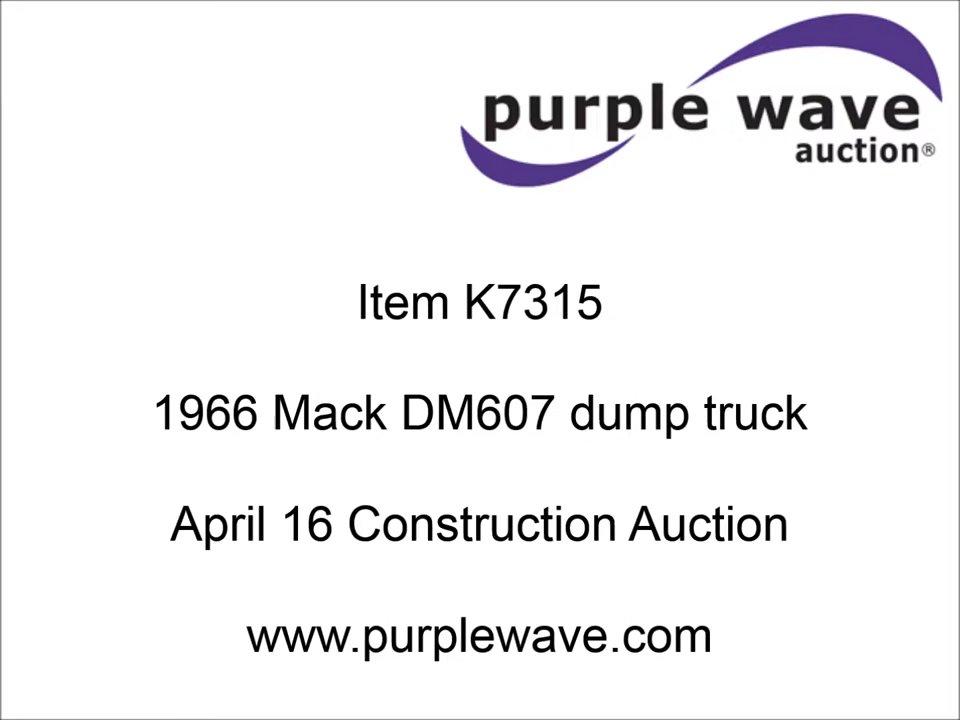 purple wave
auction®
Item K7315
1966 Mack DM607 dump truck
April 16 Construction Auction
www.purplewave.com